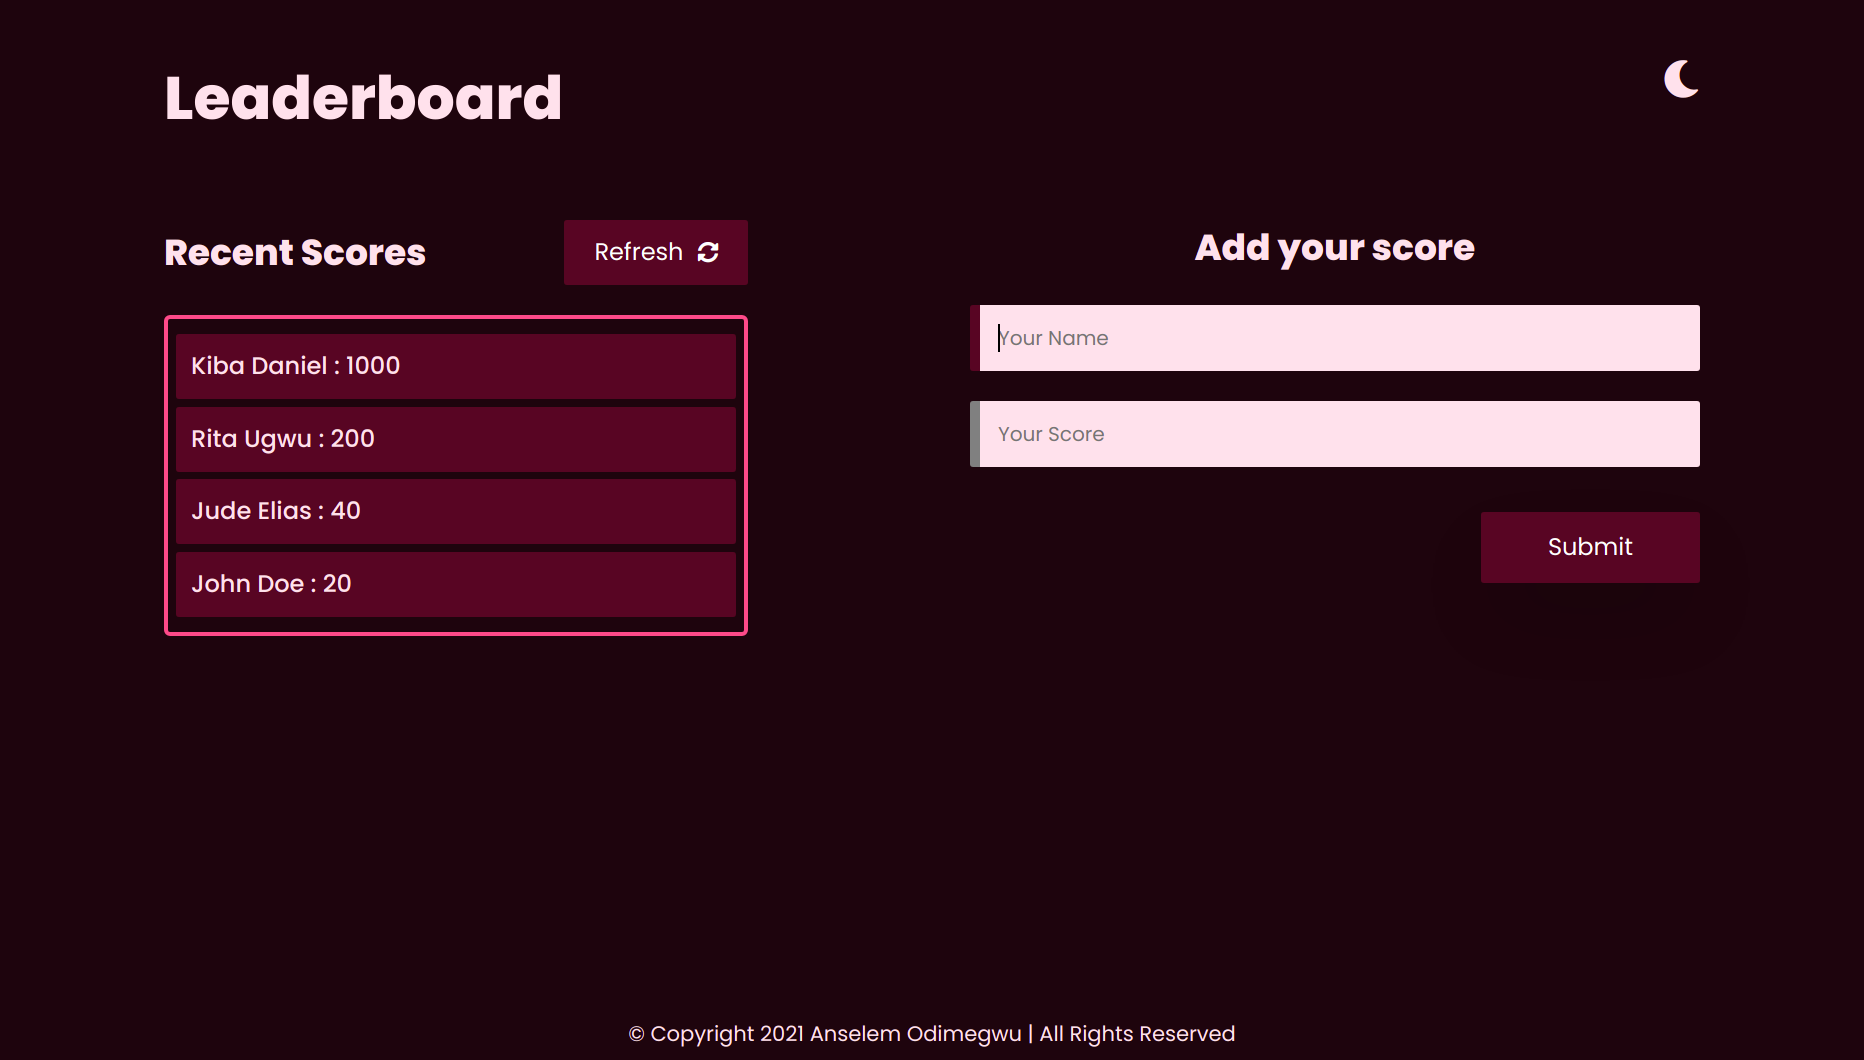 Leaderboard
Recent Scores
Refresh
Kiba Daniel : 1000
Rita Ugwu : 200
Jude Elias : 40
John Doe : 20
Add your score
Your Name
Your Score
Submit
© Copyright 2021 Anselem Odimegwu | All Rights Reserved